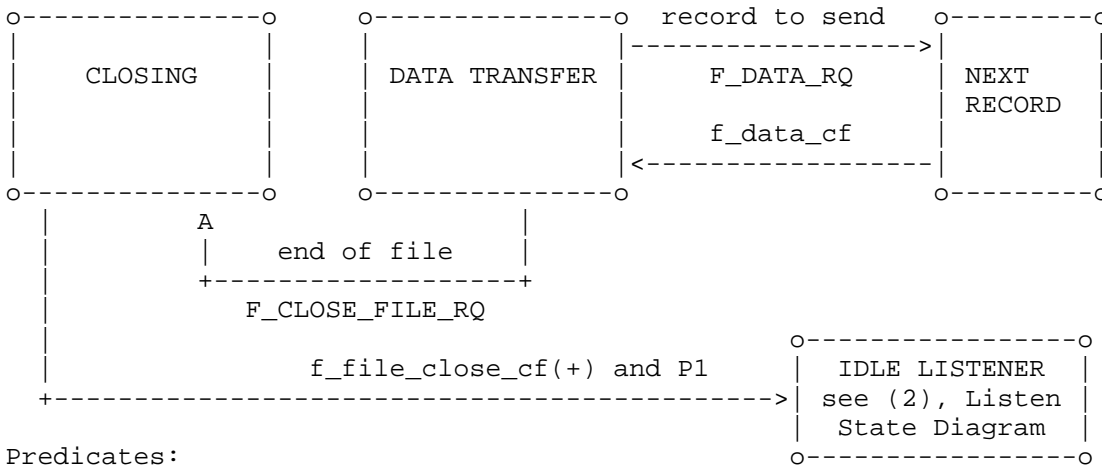 record to send
CLOSING DATA TRANSFER F_DATA_RQ NEXT
RECORD
f_data_cf
A
end of file
F_CLOSE_FILE_RQ
f_file_close_cf(+) and P1 IDLE LISTENER
see (2), Listen
State Diagram
Predicates: